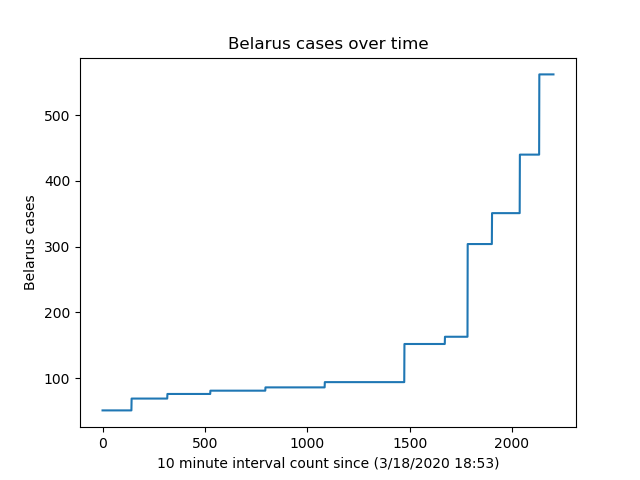 Belarus cases over time
Belarus cases
500
400
300
200
100
0 500 1000 1500 2000
10 minute interval count since (3/18/2020 18:53)